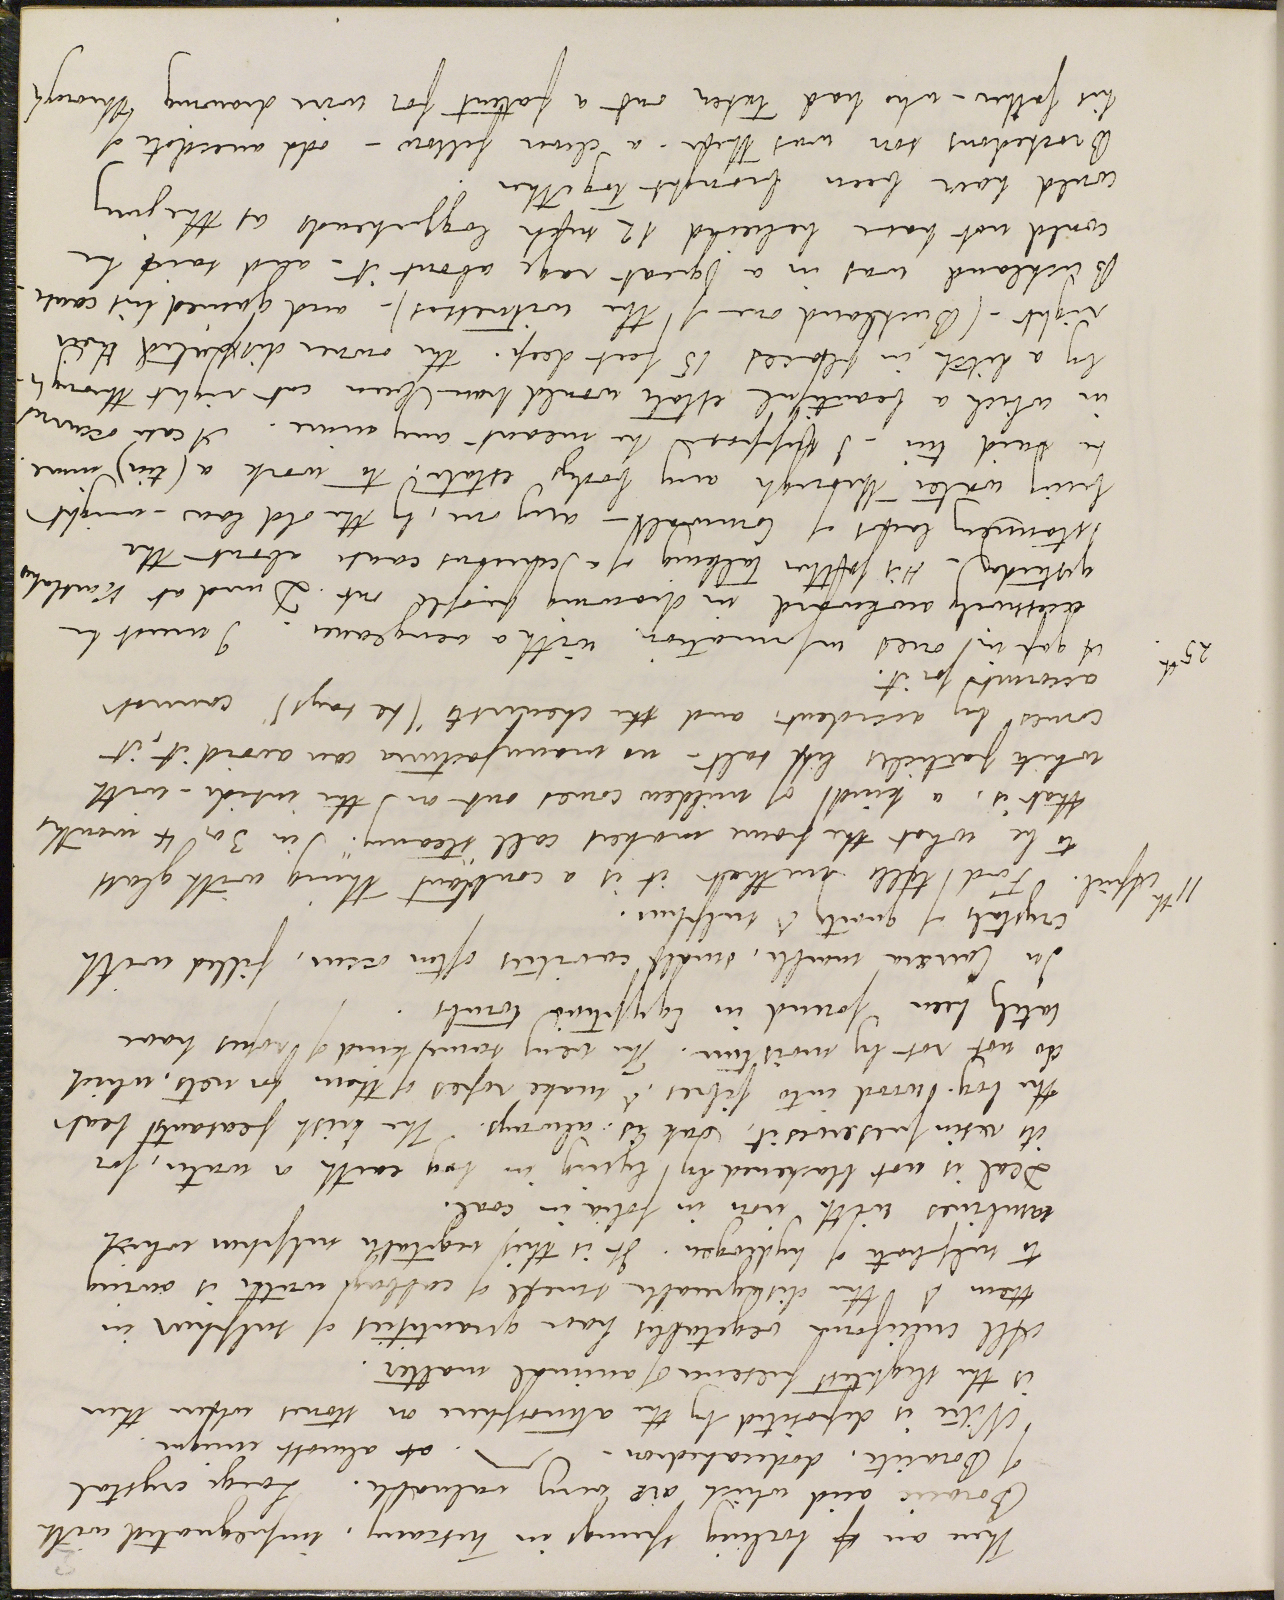 There are boiling springs in Tuscany, impregnated with
Boracic acid which are very valuable. Large crystal
of Boracite, dodecahedron - at almost unique.
Nitre is deposited by the atmosphere on stones where there
is the slightest presence of animal matter.
All cruciform vegetables have quantities of sulphur in
them & the disagreeable smell of cabbage water is owing
to sulphate of hydrogen. It is this vegetable sulphur which
combines with iron in folia in coal.
Deal is not blackened by lying in bog earth or water, for
its resin preserves it, oak is always. The Irish peasants beat
the bog-wood into fibres, & make ropes of them for nets, which
do not rot by moisture. The very same kind of ropes have
lately been found in Egyptian tombs.
In Carrara marble, small cavities often occur, filled with
crystals of quartz & sulphur.
11th April. Ford tells me that it is a constant thing with glass
to be what the frame makers call "steamy". in 3 or 4 months
that is, a kind of mildew comes out on the inside - with
white particles like salt - no manufacturer can avoid it, it
comes by accident, and the chemists "(he says)" cannot
account for it.
25th. A gap in ones information, with a vengeance. I must be
excessively awkward in drawing people out. Dined at
yesterday - His father talking of a curious cause about the
stannery laws of Cornwall - any one, by the old law - might
bring water through any bodys estate, to work a (tin) mine.
he said tin - I suppose he meant any mine. A case occurred
in which a beautiful estate would have been cut right through -
by a ditch in places 15 feet deep. the owner disputed their
right - (Buckland one of the witnesses) - and gained his cause -
Buckland was in a great rage about it - and said he
could not have believed 12 such loggerheads as the jury
could have been brought together.
Brockedons son was there - a clever fellow - odd anecdote of
his father - who had taken out a patent for wire drawing through